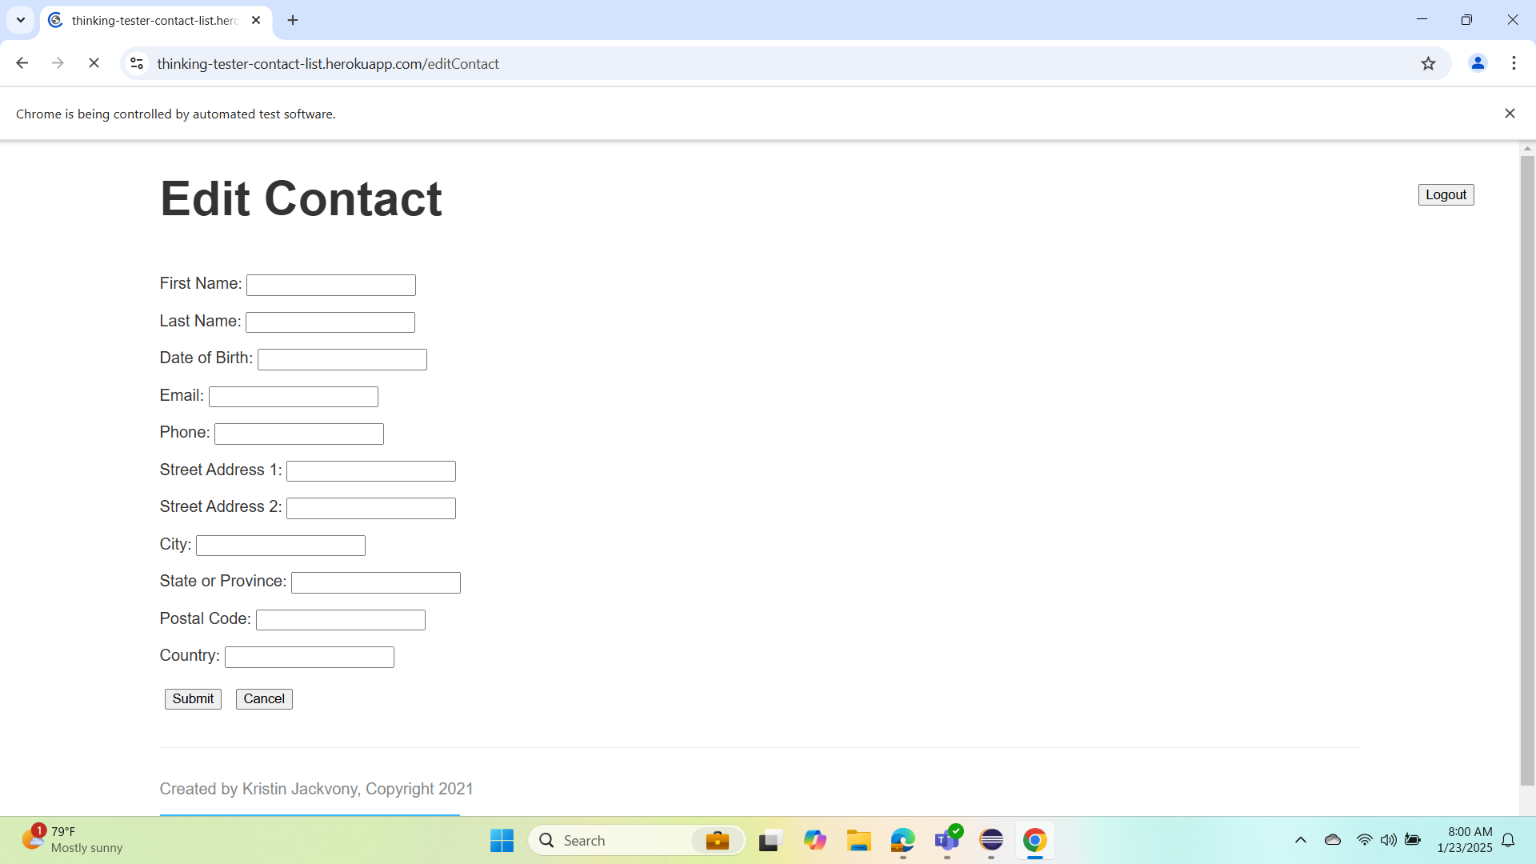 thinking-tester-contact-list.herc
thinking-tester-contact-list.herokuapp.com/editContact
Chrome is being controlled by automated test software.
Edit Contact
Logout
First Name:
Last Name:
Date of Birth:
Email:
Phone:
Street Address 1:
Street Address 2:
City:
State or Province:
Postal Code:
Country:
Submit Cancel
Created by Kristin Jackvony, Copyright 2021
1
79°F
Mostly sunny
Search
8:00 AM
1/23/2025